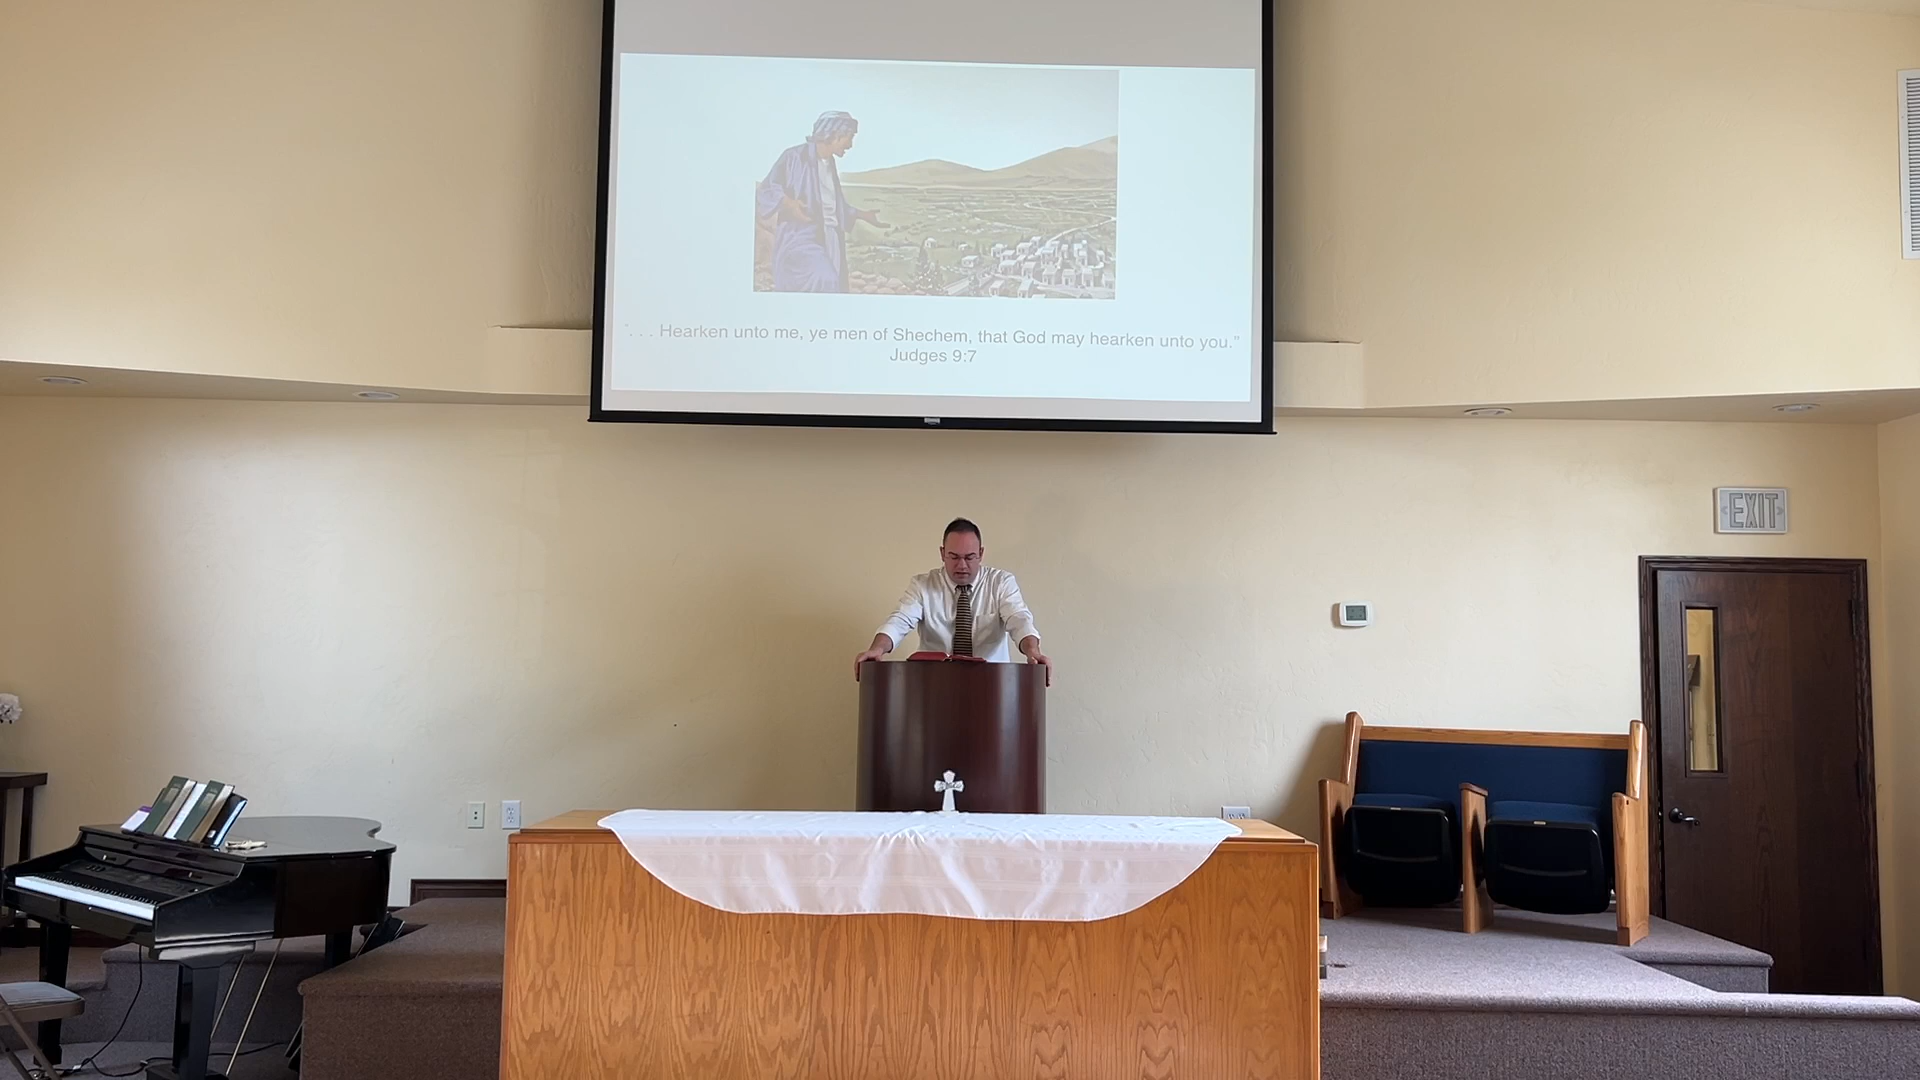 ". . . Hearken unto me, ye men of Shechem, that God may hearken unto you."
Judges 9:7
EXIT